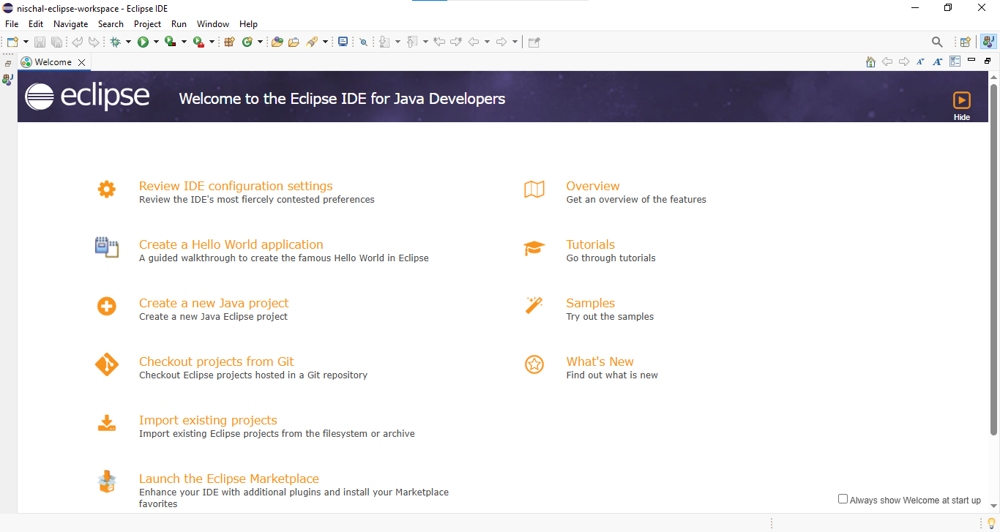 nischal-eclipse-workspace - Eclipse IDE
File Edit Navigate Search Project Run Window Help
Welcome
eclipse
Welcome to the Eclipse IDE for Java Developers
Hide
Review IDE configuration settings
Review the IDE's most fiercely contested preferences
Overview
Get an overview of the features
Create a Hello World application
A guided walkthrough to create the famous Hello World in Eclipse
Tutorials
Go through tutorials
Create a new Java project
Create a new Java Eclipse project
Samples
Try out the samples
Checkout projects from Git
Checkout Eclipse projects hosted in a Git repository
What's New
Find out what is new
Import existing projects
Import existing Eclipse projects from the filesystem or archive
Launch the Eclipse Marketplace
Enhance your IDE with additional plugins and install your Marketplace
favorites
Always show Welcome at start up